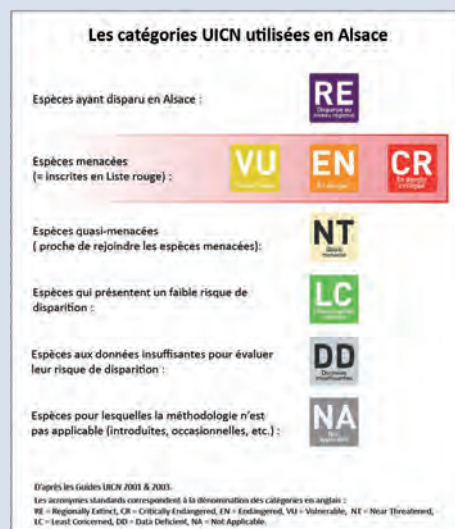 Les catégories UICN utilisées en Alsace
Espèces ayant disparu en Alsace :
RE
Disparue au
niveau régional
Espèces menacées
(= inscrites en Liste rouge) :
VU
EN
En danger
CR
En danger
critique
Espèces quasi-menacées
( proche de rejoindre les espèces menacées):
NT
Quasi
menacée
Espèces qui présentent un faible risque de
disparition :
LC
Espèces aux données insuffisantes pour évaluer
leur risque de disparition :
DD
Données
insuffisantes
Espèces pour lesquelles la méthodologie n'est
pas applicable (introduites, occasionnelles, etc.) :
NA
Non
applicable
D'après les Guides UICN 2001 & 2003.
Les acronymes standards correspondent à la dénomination des catégories en anglais :
RE = Regionally Extinct, CR = Critically Endangered, EN = Endangered, VU = Vulnerable, NT = Near Threatened,
LC = Least Concerned, DD = Data Deficient, NA = Not Applicable.